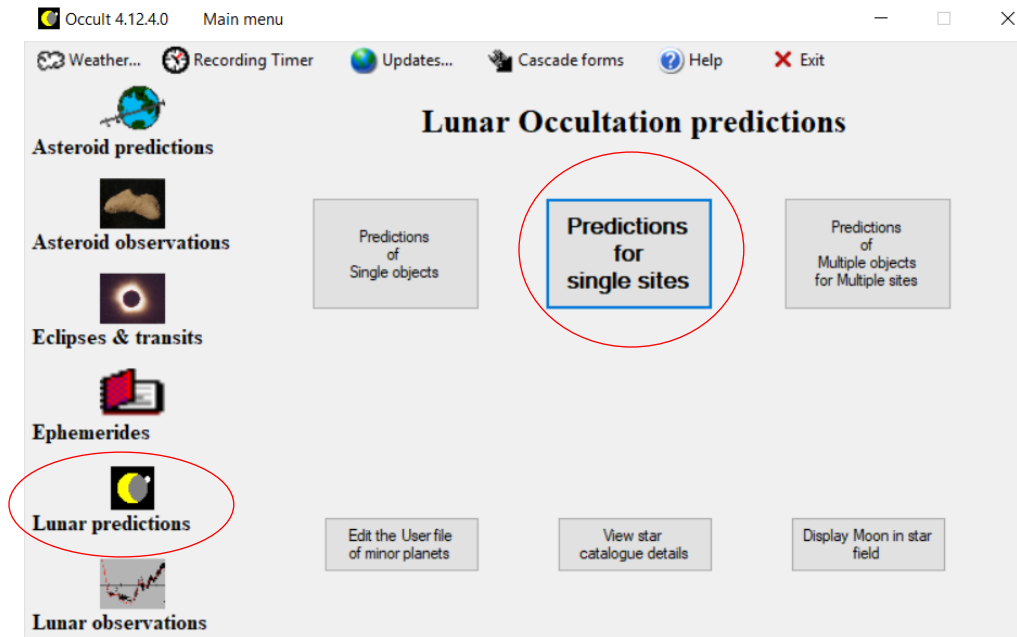 Occult 4.12.4.0 Main menu
Weather... Recording Timer Updates... Cascade forms Help Exit
Asteroid predictions
Asteroid observations
Eclipses & transits
Ephemerides
Lunar predictions
Lunar observations
Lunar Occultation predictions
Predictions
of
Single objects
Predictions
for
single sites
Predictions
of
Multiple objects
for Multiple sites
Edit the User file
of minor planets
View star
catalogue details
Display Moon in star
field